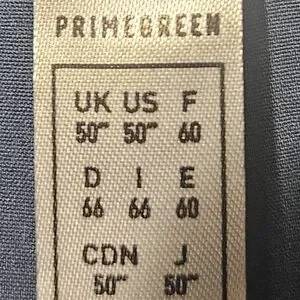 PRIMEGREEN
UK US F
50" 50" 60
D I E
66 66 60
CDN J
50" 50"